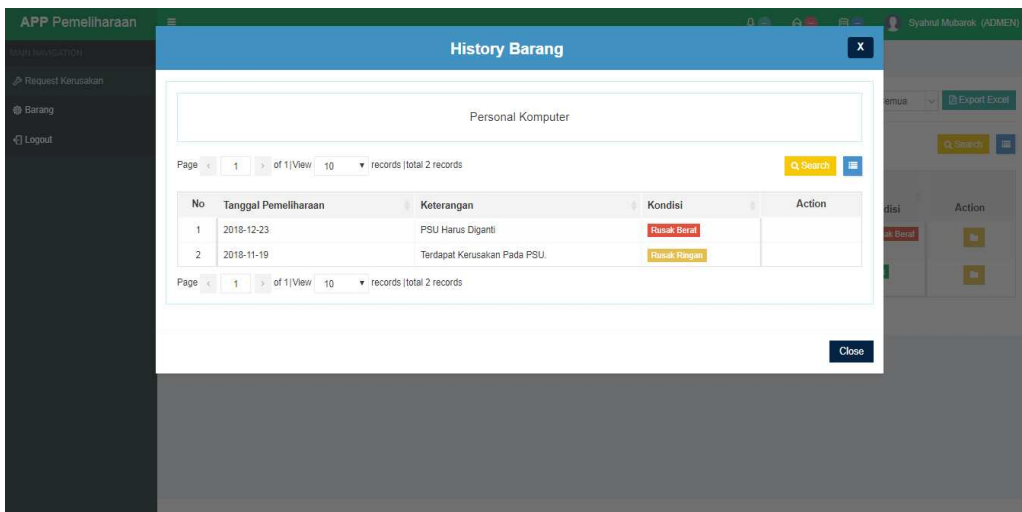 APP Pemeliharaan
Syahrul Mubarok (ADMEN)
MAIN NAVIGATION
Request Kerusakan
Barang
Logout
Export Excel
Search
disi Action
History Barang X
Personal Komputer
Page < 1 > of 1|View 10 ▾ records |total 2 records
Search
No Tanggal Pemeliharaan Keterangan Kondisi Action
1 2018-12-23 PSU Harus Diganti Rusak Berat
2 2018-11-19 Terdapat Kerusakan Pada PSU. Rusak Ringan
Page < 1 > of 1|View 10 ▾ records |total 2 records
Close